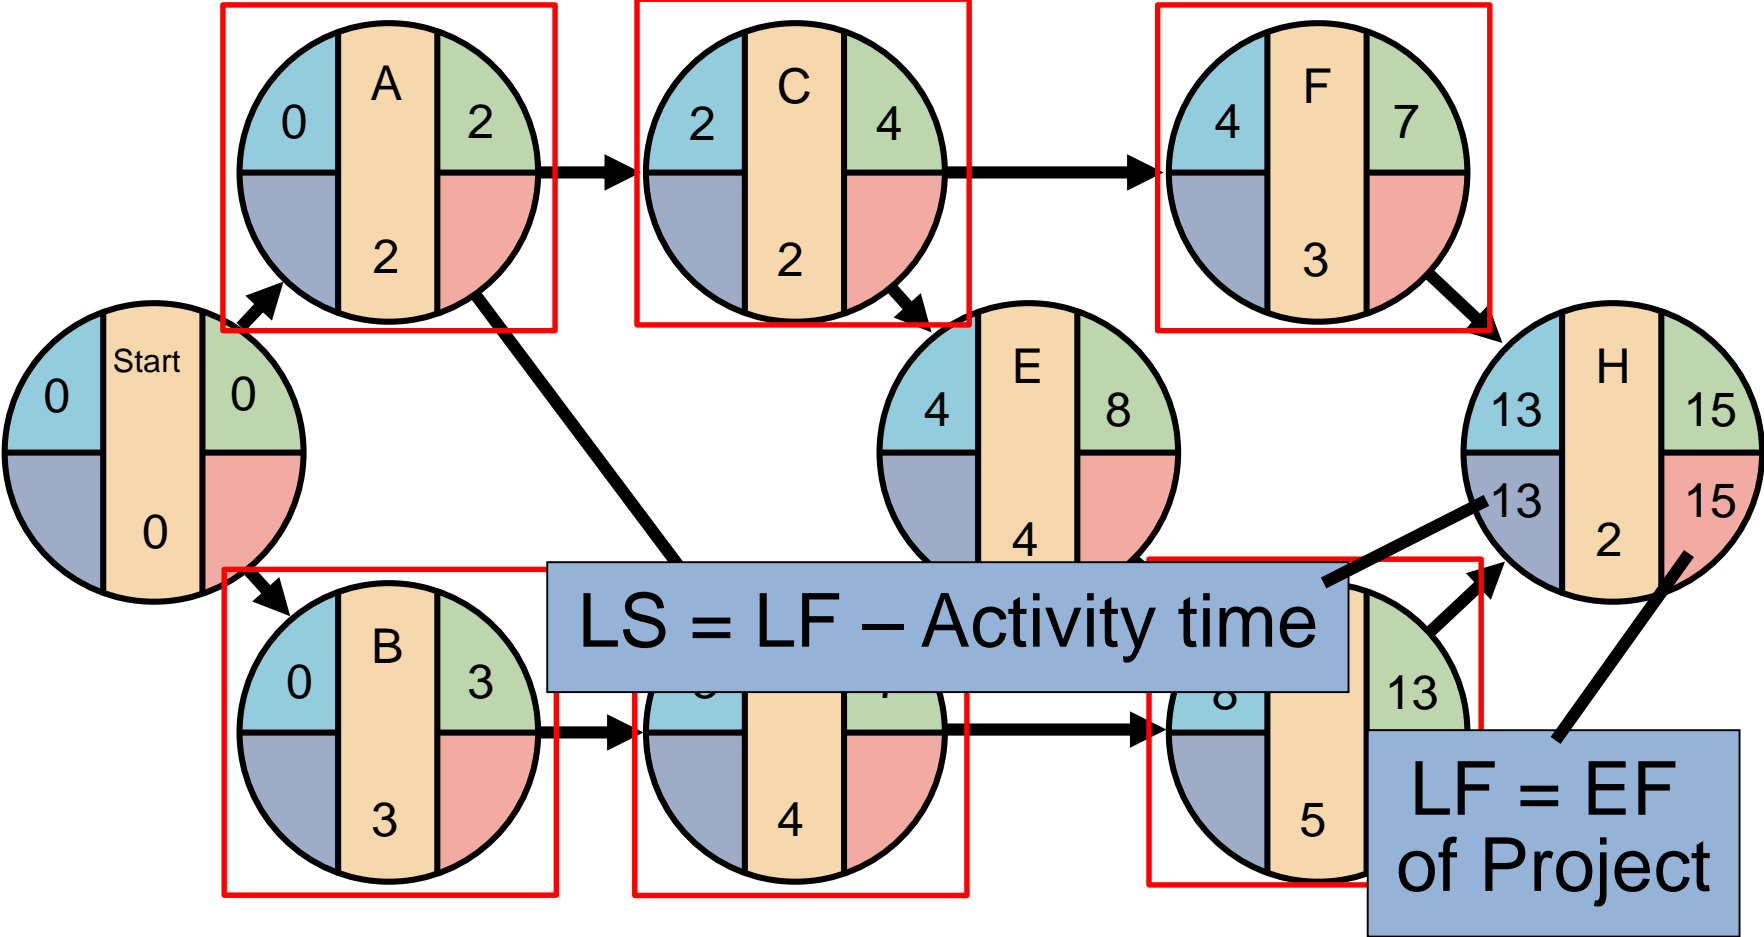 A
0 2
2
C
2 4
2
F
4 7
3
Start
0 0
0
E
4 8
4
H
13 15
13 15
2
LS = LF – Activity time
B
0 3
3
4
8 13
5
LF = EF
of Project